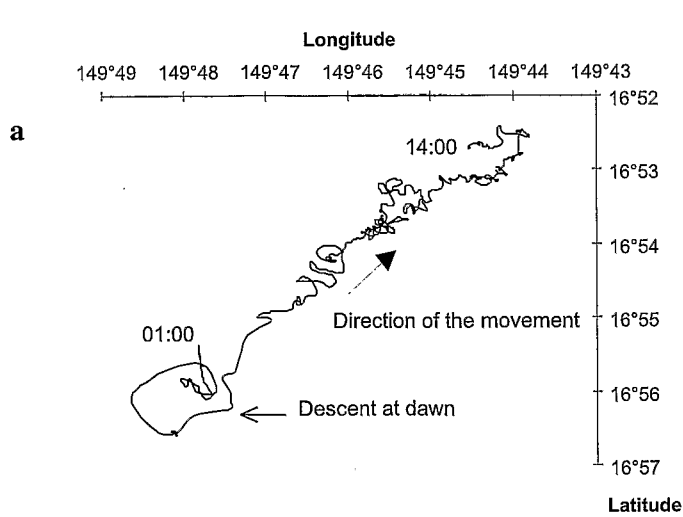 Longitude
149°49 149°48 149°47 149°46 149°45 149°44 149°43
16°52
a
14:00
16°53
16°54
Direction of the movement
16°55
01:00
16°56
Descent at dawn
16°57
Latitude